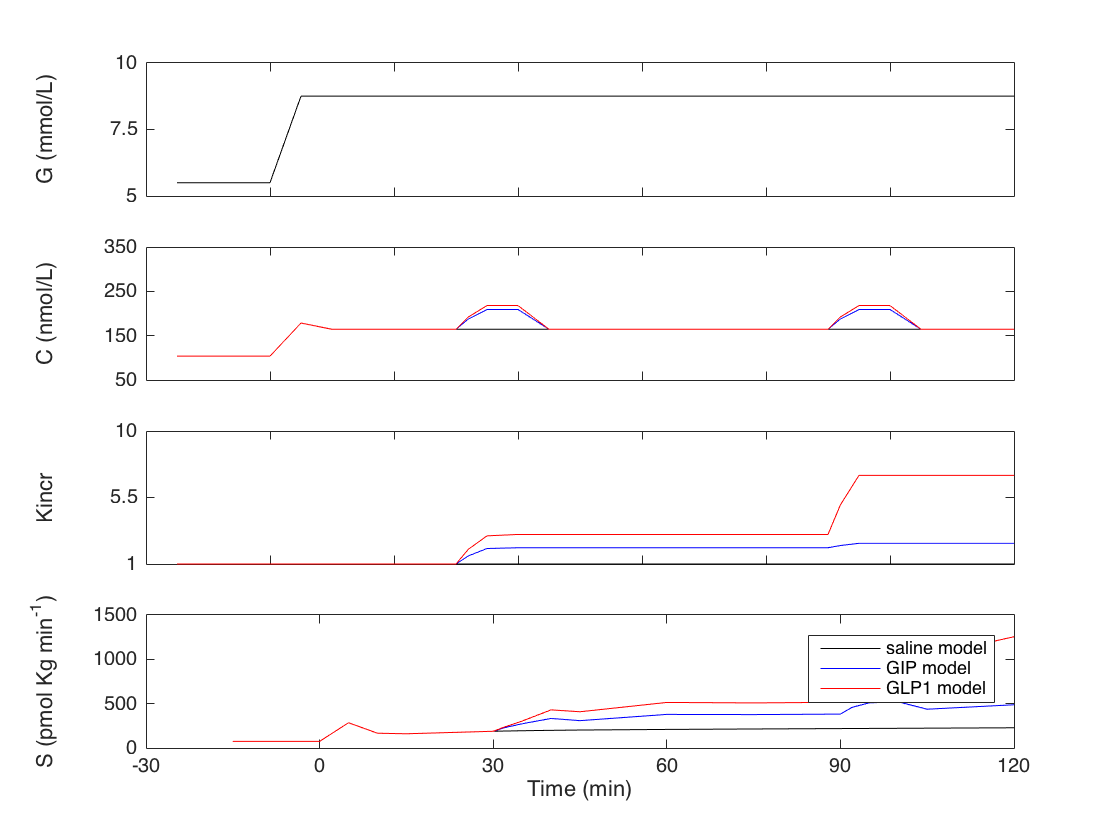 10
7.5
5
G (mmol/L)
350
250
150
50
C (nmol/L)
10
5.5
1
Kincr
1500
1000
500
0
S (pmol Kg min-1)
saline model
GIP model
GLP1 model
-30 0 30 60 90 120
Time (min)